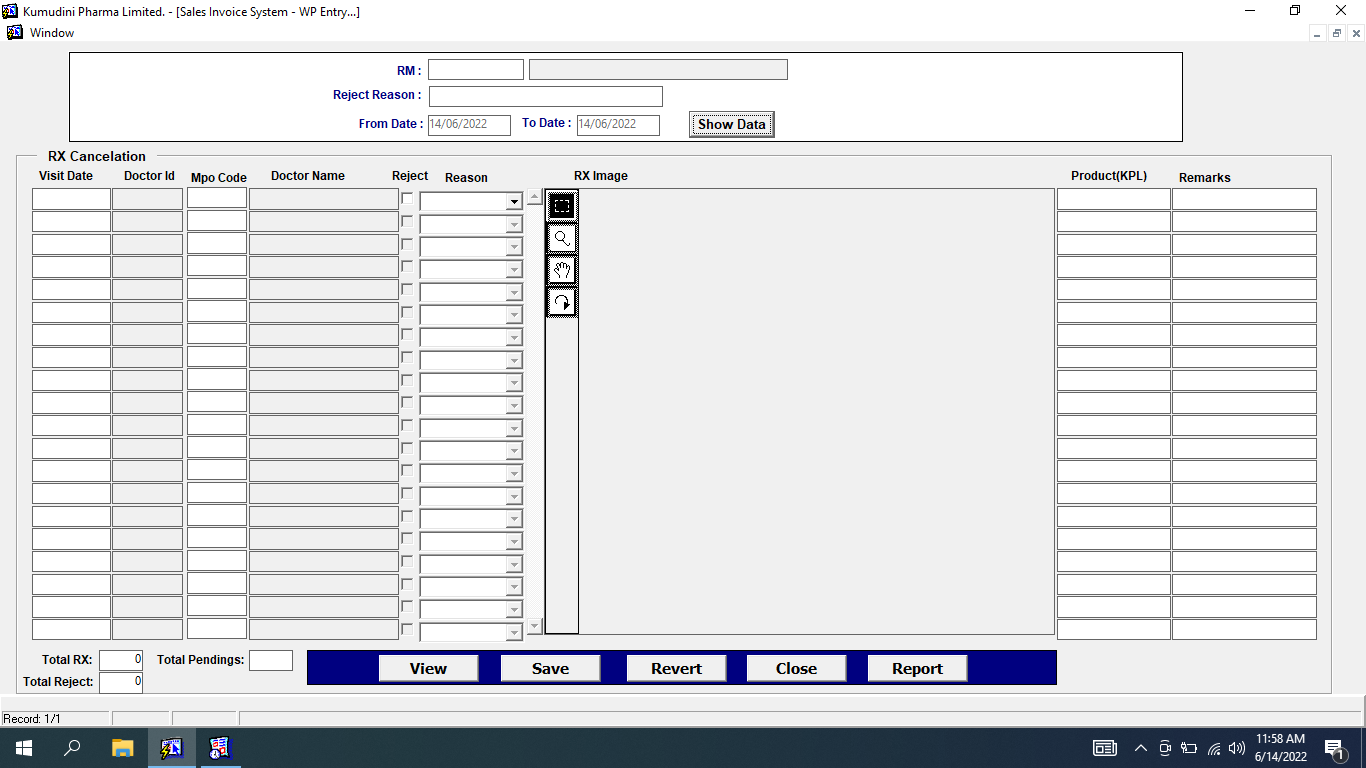 Kumudini Pharma Limited. - [Sales Invoice System - WP Entry...]
Window
RM :
Reject Reason :
From Date : 14/06/2022 To Date : 14/06/2022 Show Data
RX Cancelation
Visit Date Doctor Id Mpo Code Doctor Name Reject Reason RX Image Product(KPL) Remarks
Total RX: 0 Total Pendings:
Total Reject: 0
View Save Revert Close Report
Record: 1/1
11:58 AM
6/14/2022
1